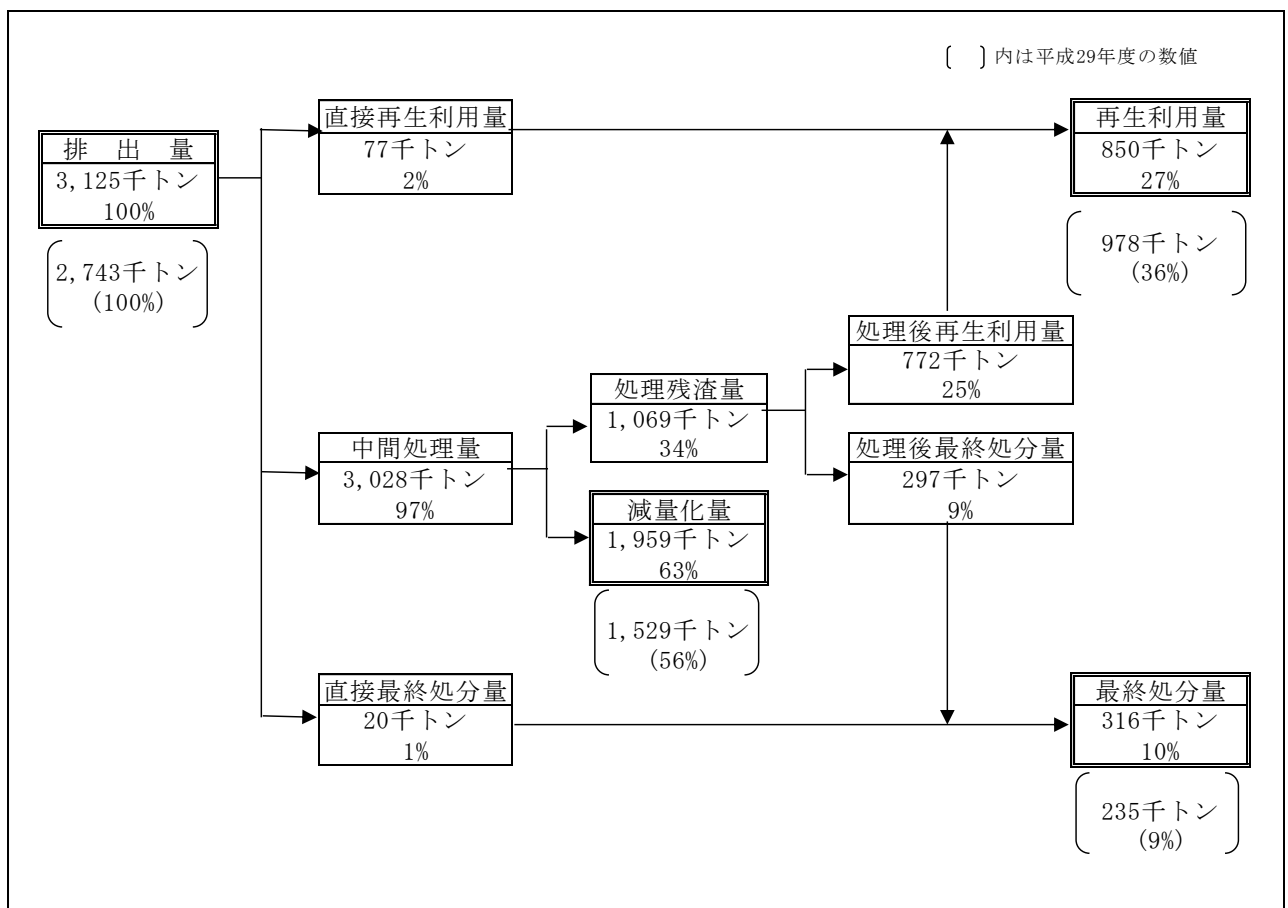 〔 〕内は平成29年度の数値
排 出 量
3,125千トン
100%
2,743千トン
(100%)
直接再生利用量
77千トン
2%
中間処理量
3,028千トン
97%
直接最終処分量
20千トン
1%
処理残渣量
1,069千トン
34%
減量化量
1,959千トン
63%
1,529千トン
(56%)
処理後再生利用量
772千トン
25%
処理後最終処分量
297千トン
9%
再生利用量
850千トン
27%
978千トン
(36%)
最終処分量
316千トン
10%
235千トン
(9%)